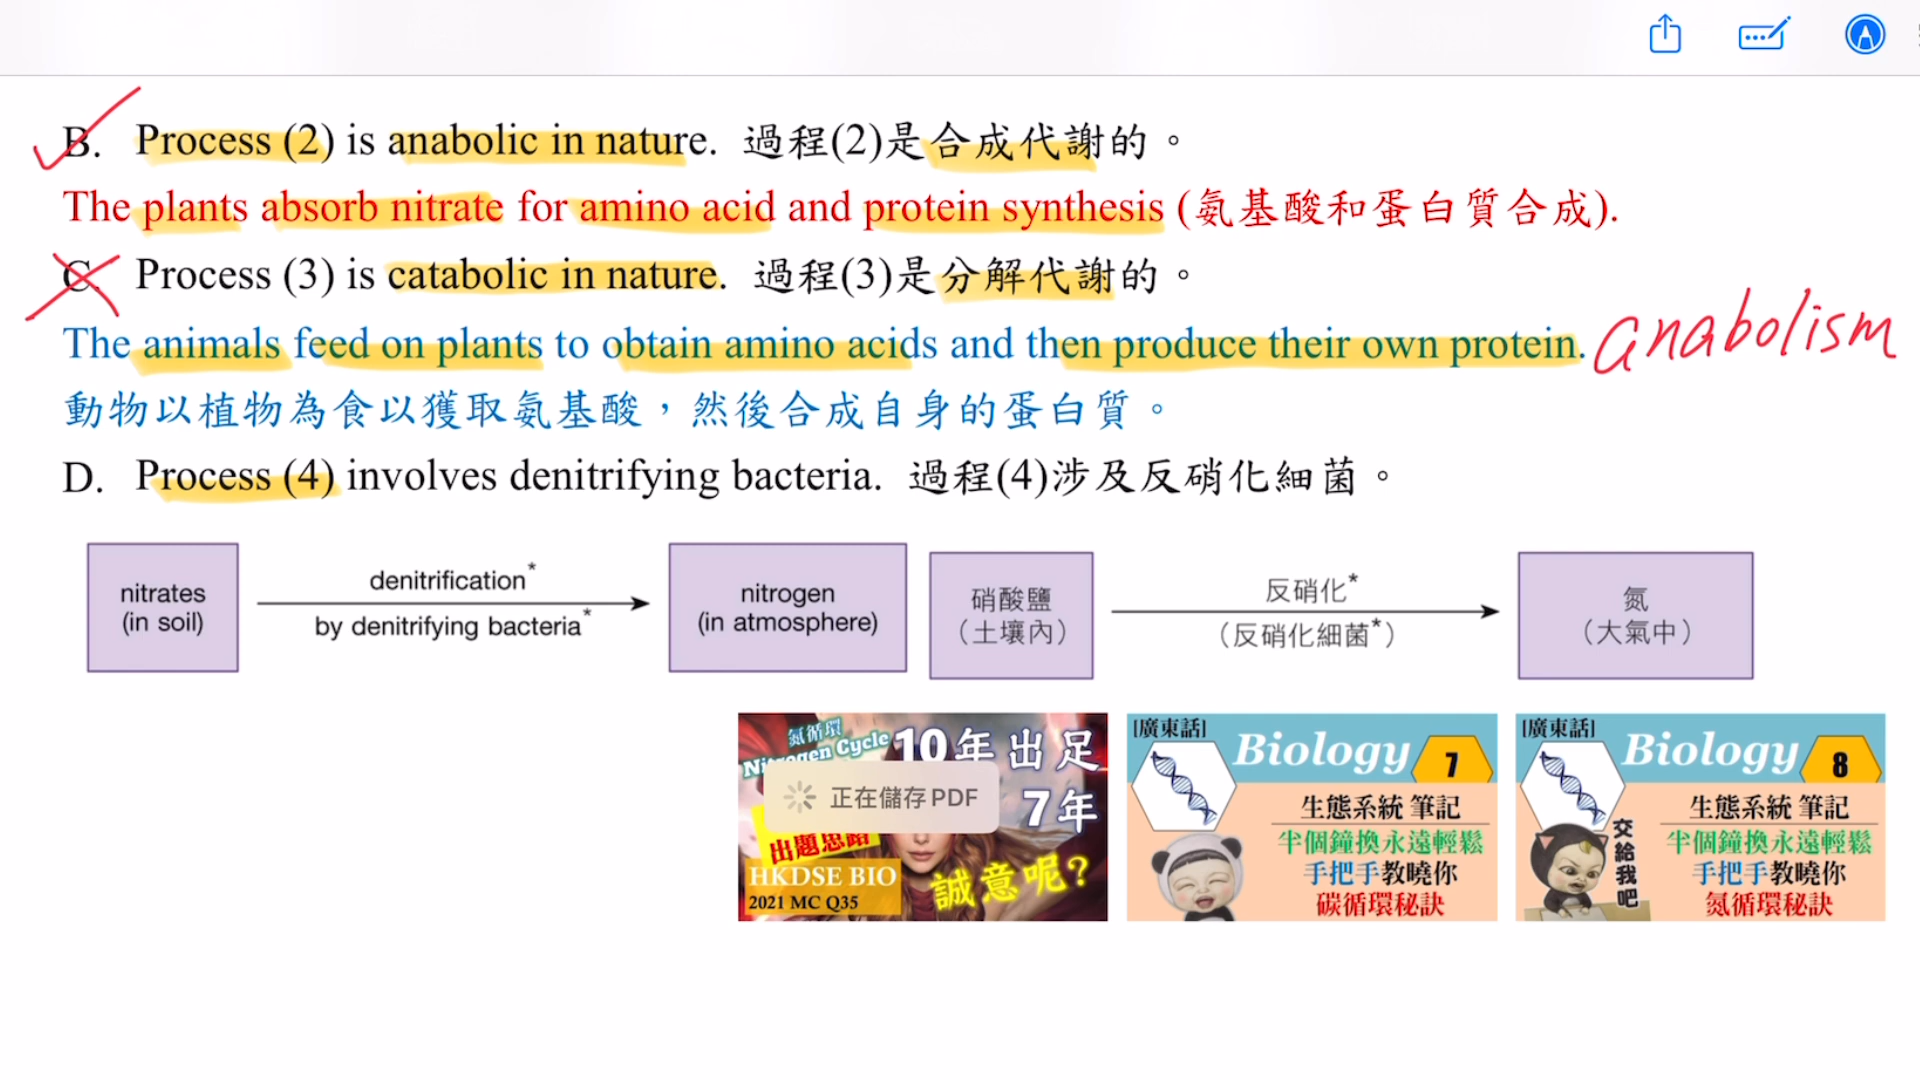 B. Process (2) is anabolic in nature. 過程(2)是合成代謝的。
The plants absorb nitrate for amino acid and protein synthesis (氨基酸和蛋白質合成).
C. Process (3) is catabolic in nature. 過程(3)是分解代謝的。
The animals feed on plants to obtain amino acids and then produce their own protein. anabolism
動物以植物為食以獲取氨基酸，然後合成自身的蛋白質。
D. Process (4) involves denitrifying bacteria. 過程(4)涉及反硝化細菌。
nitrates
(in soil)
denitrification*
by denitrifying bacteria*
nitrogen
(in atmosphere)
硝酸鹽
（土壤內）
反硝化*
（反硝化細菌*）
氮
（大氣中）
氮循環
Nitrogen Cycle
10年出足
7年
正在儲存PDF
出題思路
誠意呢?
HKDSE BIO
2021 MC Q35
[廣東話]
Biology 7
生態系統 筆記
半個鐘換永遠輕鬆
手把手教曉你
碳循環秘訣
[廣東話]
Biology 8
生態系統 筆記
半個鐘換永遠輕鬆
手把手教曉你
氮循環秘訣
交給我吧